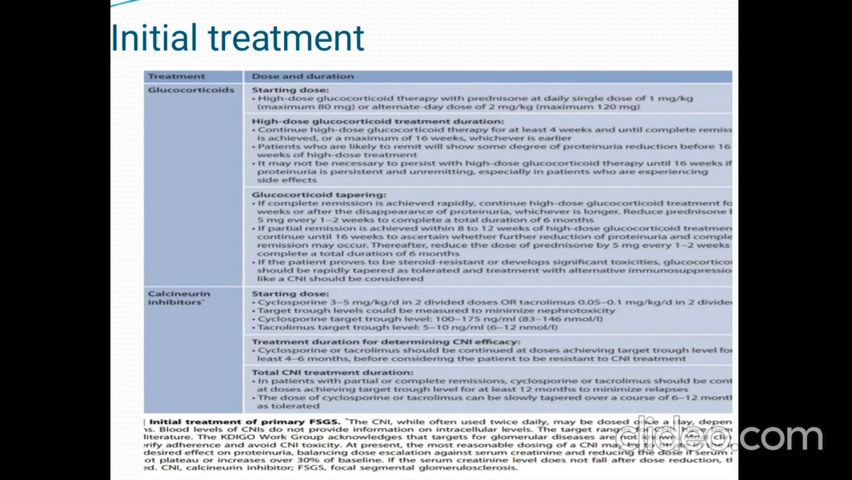 Initial treatment
Treatment
Dose and duration
Glucocorticoids
Starting dose:
• High-dose glucocorticoid therapy with prednisone at daily single dose of 1 mg/kg
(maximum 80 mg) or alternate-day dose of 2 mg/kg (maximum 120 mg)
High-dose glucocorticoid treatment duration:
• Continue high-dose glucocorticoid therapy for at least 4 weeks and until complete remiss
is achieved, or a maximum of 16 weeks, whichever is earlier
• Patients who are likely to remit will show some degree of proteinuria reduction before 16
weeks of high-dose treatment
• It may not be necessary to persist with high-dose glucocorticoid therapy until 16 weeks if
proteinuria is persistent and unremitting, especially in patients who are experiencing
side effects
Glucocorticoid tapering:
• If complete remission is achieved rapidly, continue high-dose glucocorticoid treatment fo
weeks or after the disappearance of proteinuria, whichever is longer. Reduce prednisone b
5 mg every 1–2 weeks to complete a total duration of 6 months
• If partial remission is achieved within 8 to 12 weeks of high-dose glucocorticoid treatmen
continue until 16 weeks to ascertain whether further reduction of proteinuria and comple
remission may occur. Thereafter, reduce the dose of prednisone by 5 mg every 1–2 weeks
complete a total duration of 6 months
• If the patient proves to be steroid-resistant or develops significant toxicities, glucocortico
should be rapidly tapered as tolerated and treatment with alternative immunosuppressio
like a CNI should be considered
Calcineurin
inhibitors*
Starting dose:
• Cyclosporine 3–5 mg/kg/d in 2 divided doses OR tacrolimus 0.05–0.1 mg/kg/d in 2 divide
• Target trough levels could be measured to minimize nephrotoxicity
• Cyclosporine target trough level: 100–175 ng/ml (83–146 nmol/l)
• Tacrolimus target trough level: 5–10 ng/ml (6–12 nmol/l)
Treatment duration for determining CNI efficacy:
• Cyclosporine or tacrolimus should be continued at doses achieving target trough level fo
least 4–6 months, before considering the patient to be resistant to CNI treatment
Total CNI treatment duration:
• In patients with partial or complete remissions, cyclosporine or tacrolimus should be cont
at doses achieving target trough level for at least 12 months to minimize relapses
• The dose of cyclosporine or tacrolimus can be slowly tapered over a course of 6–12 month
as tolerated
| Initial treatment of primary FSGS. *The CNI, while often used twice daily, may be dosed once a day, depen
ns. Blood levels of CNIs do not provide information on intracellular levels. The target rang
literature. The KDIGO Work Group acknowledges that targets for glomerular diseases are
rify adherence and avoid CNI toxicity. At present, the most reasonable dosing of a CNI may
desired effect on proteinuria, balancing dose escalation against serum creatinine and reducing the dose if serum
ot plateau or increases over 30% of baseline. If the serum creatinine level does not fall after dose reduction, th
ed. CNI, calcineurin inhibitor; FSGS, focal segmental glomerulosclerosis.
clideo.com